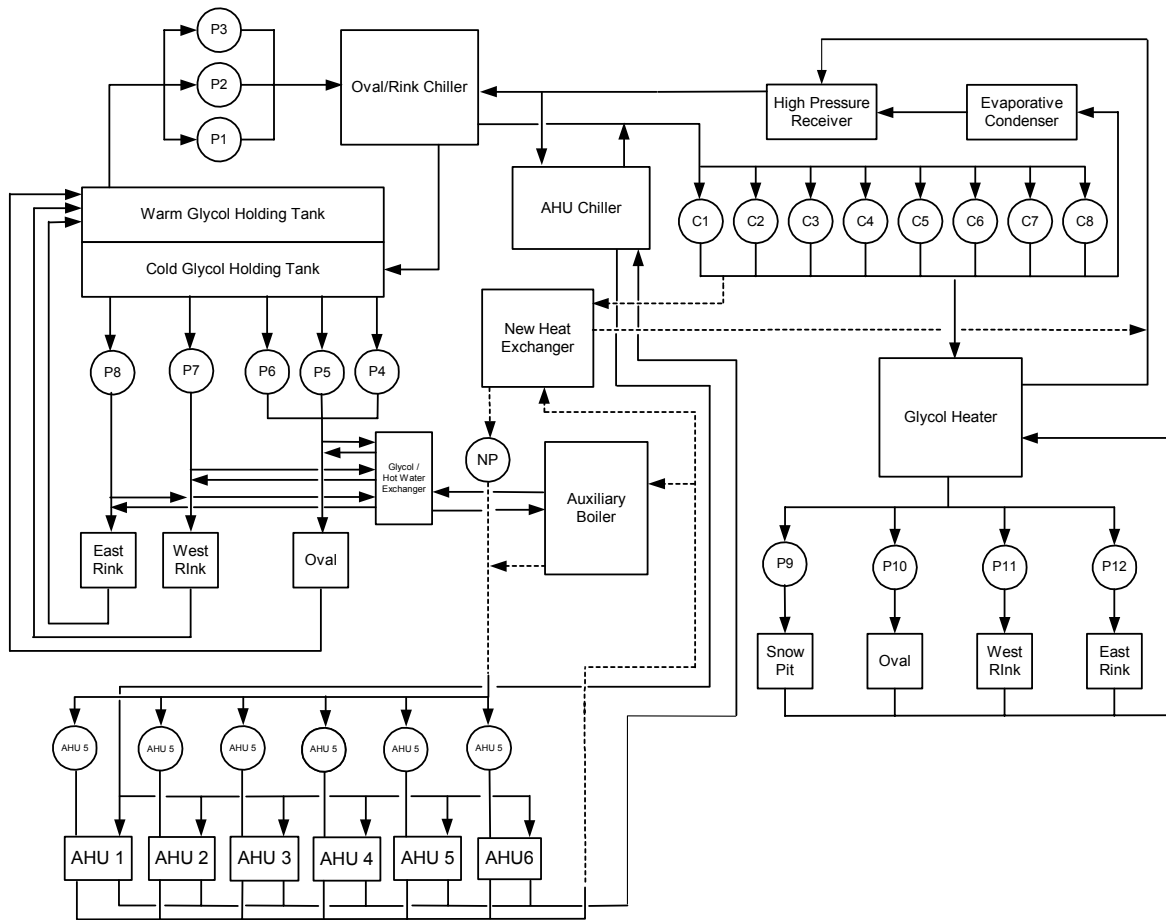 P3
P2
P1
Oval/Rink Chiller
High Pressure
Receiver
Evaporative
Condenser
Warm Glycol Holding Tank
Cold Glycol Holding Tank
AHU Chiller
C1
C2
C3
C4
C5
C6
C7
C8
New Heat
Exchanger
P8
P7
P6
P5
P4
Glycol Heater
Glycol /
Hot Water
Exchanger
NP
Auxiliary
Boiler
East
Rink
West
RInk
Oval
P9
P10
P11
P12
Snow
Pit
Oval
West
RInk
East
Rink
AHU 5
AHU 5
AHU 5
AHU 5
AHU 5
AHU 5
AHU 1
AHU 2
AHU 3
AHU 4
AHU 5
AHU6